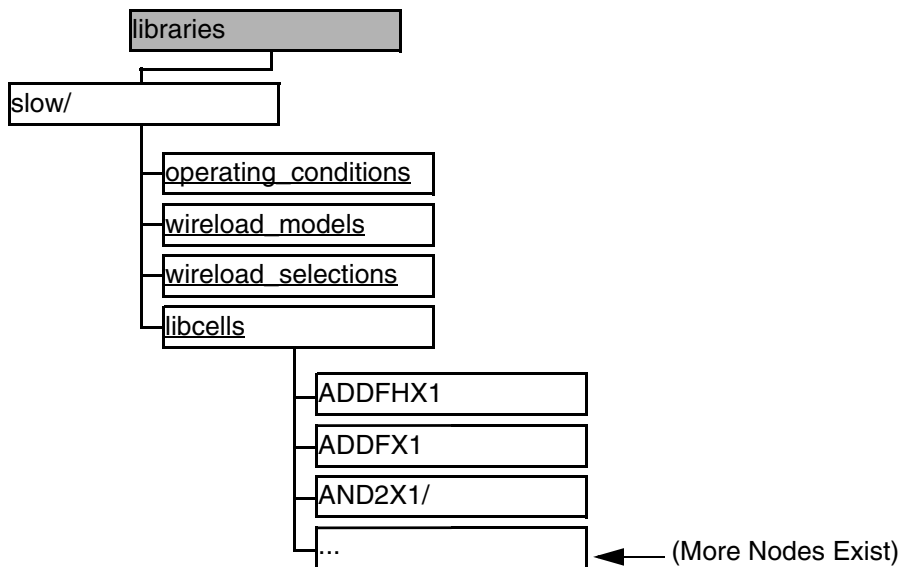 libraries
slow/
operating_conditions
wireload_models
wireload_selections
libcells
ADDFHX1
ADDFX1
AND2X1/
...
(More Nodes Exist)